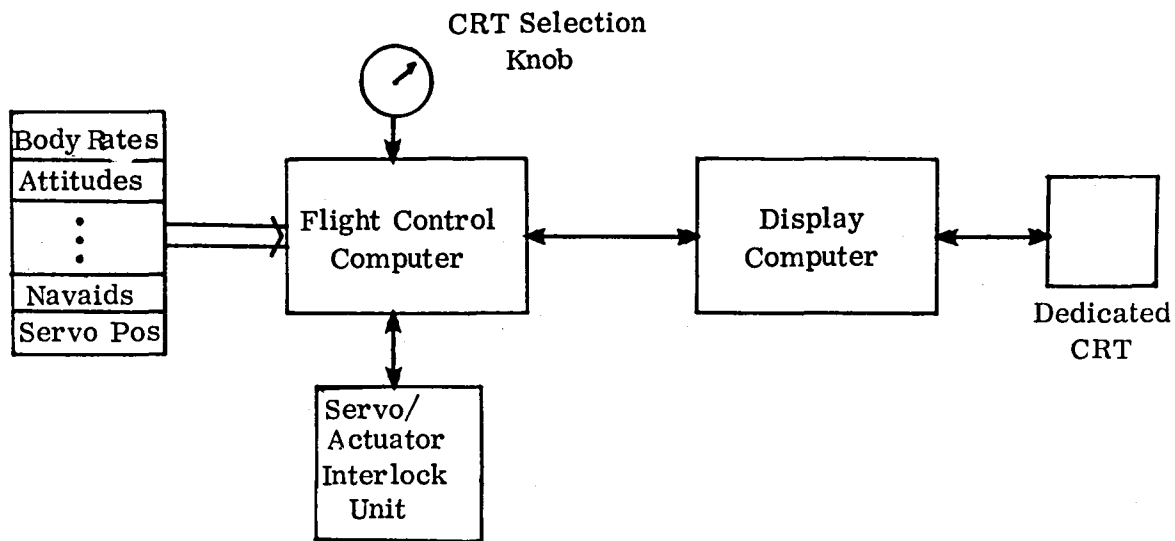 CRT Selection
Knob
Body Rates
Attitudes
Navaids
Servo Pos
Flight Control
Computer
Display
Computer
Dedicated
CRT
Servo/
Actuator
Interlock
Unit